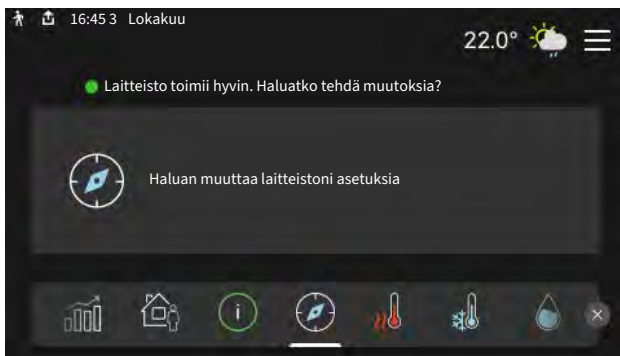 16:45 3 Lokakuu
22.0°
Laitteisto toimii hyvin. Haluatko tehdä muutoksia?
Haluan muuttaa laitteistoni asetuksia